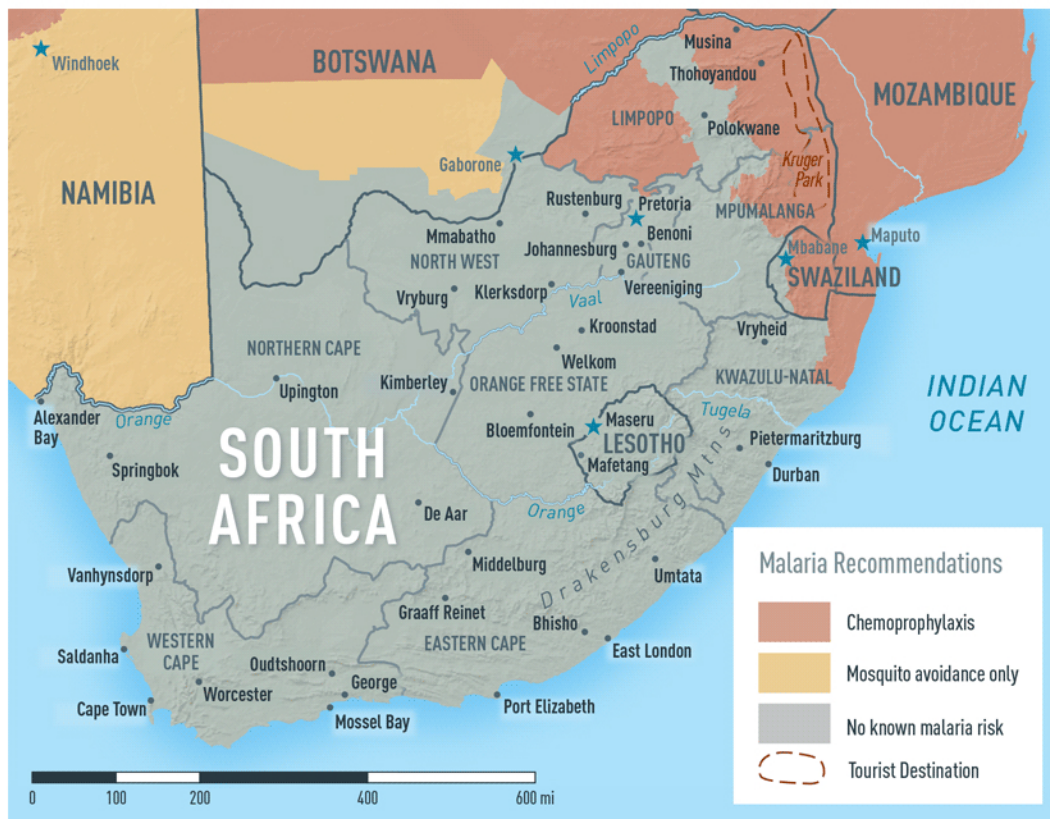 Windhoek
BOTSWANA
Limpopo
Musina
Thohoyandou
MOZAMBIQUE
LIMPOPO
Polokwane
Gaborone
Kruger
Park
NAMIBIA
Rustenburg
Pretoria
MPUMALANGA
Mmabatho
Johannesburg
Benoni
Mbabane
Maputo
NORTH WEST
GAUTENG
SWAZILAND
Vryburg
Klerksdorp
Vaal
Vereeniging
Kroonstad
Vryheid
NORTHERN CAPE
Welkom
Upington
Kimberley
ORANGE FREE STATE
KWAZULU-NATAL
INDIAN
OCEAN
Alexander
Bay
Orange
Bloemfontein
Maseru
Tugela
LESOTHO
Pietermaritzburg
Mafetang
Durban
Springbok
SOUTH
AFRICA
De Aar
Orange
Drakensburg Mtns
Middelburg
Vanhynsdorp
Umtata
Graaff Reinet
Bhisho
EASTERN CAPE
East London
WESTERN
CAPE
Saldanha
Oudtshoorn
George
Worcester
Cape Town
Mossel Bay
Port Elizabeth
Malaria Recommendations
Chemoprophylaxis
Mosquito avoidance only
No known malaria risk
Tourist Destination
0 100 200 400 600 mi